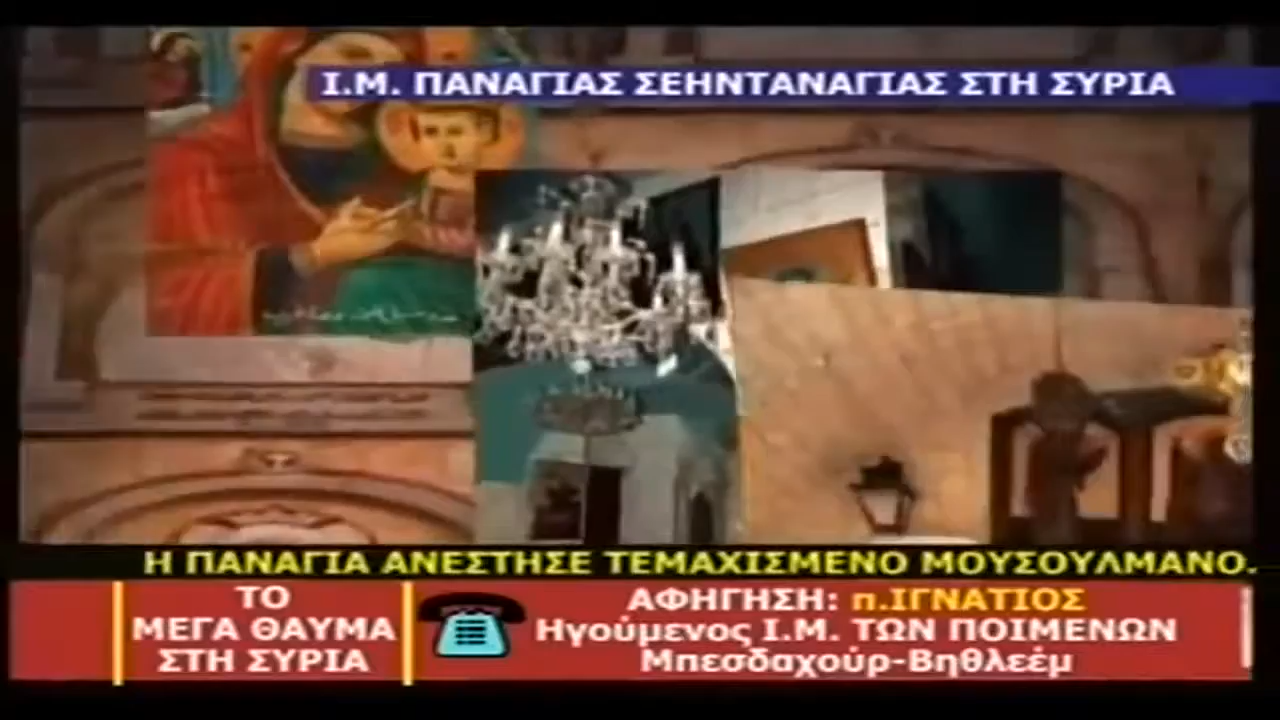 Ι.Μ. ΠΑΝΑΓΙΑΣ ΣΕΗΝΤΑΝΑΓΙΑΣ ΣΤΗ ΣΥΡΙΑ
Η ΠΑΝΑΓΙΑ ΑΝΕΣΤΗΣΕ ΤΕΜΑΧΙΣΜΕΝΟ ΜΟΥΣΟΥΛΜΑΝΟ.
ΤΟ
ΜΕΓΑ ΘΑΥΜΑ
ΣΤΗ ΣΥΡΙΑ
ΑΦΗΓΗΣΗ: π.ΙΓΝΑΤΙΟΣ
Ηγούμενος Ι.Μ. ΤΩΝ ΠΟΙΜΕΝΩΝ
Μπεσδαχούρ-Βηθλεέμ